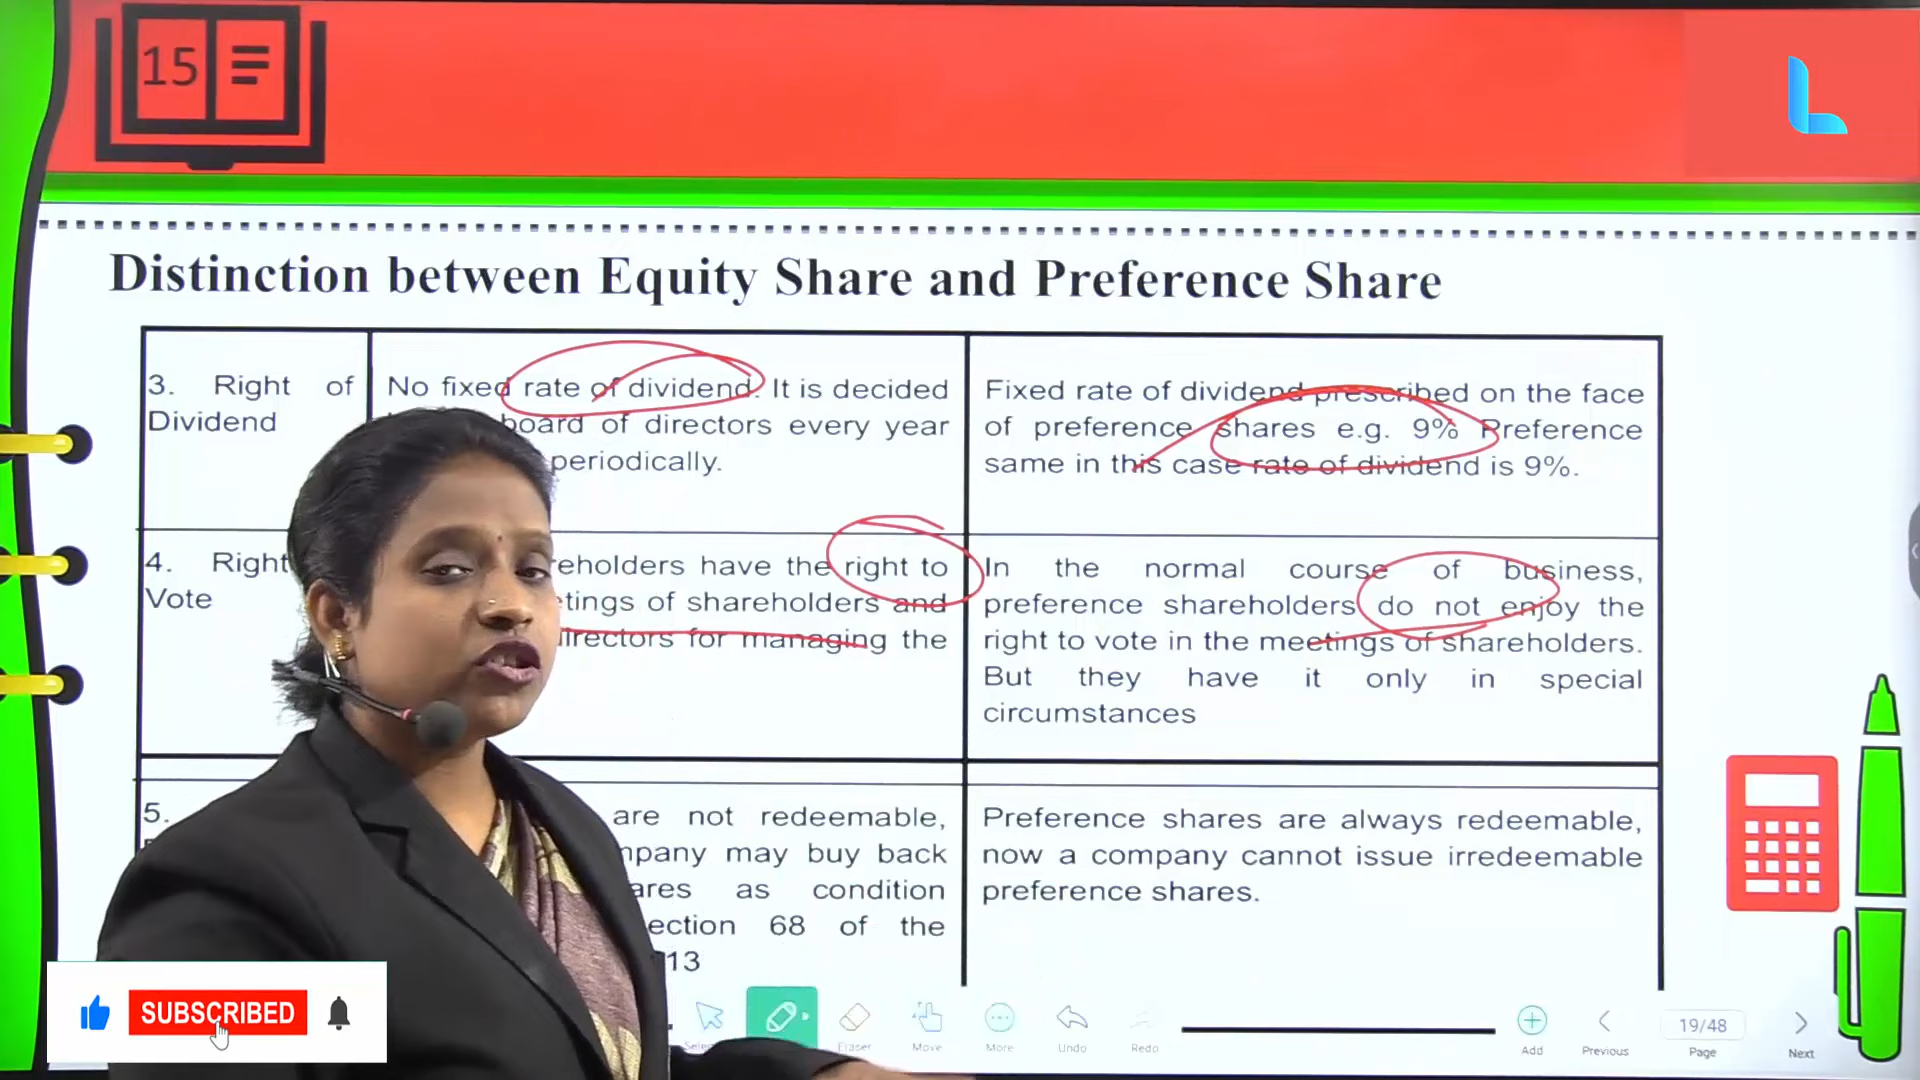 15
Distinction between Equity Share and Preference Share
3. Right of
Dividend
No fixed rate of dividend. It is decided
board of directors every year
periodically.
Fixed rate of dividend prescribed on the face
of preference shares e.g. 9% Preference
same in this case rate of dividend is 9%.
4. Right
Vote
eholders have the right to
tings of shareholders and
directors for managing the
In the normal course of business,
preference shareholders do not enjoy the
right to vote in the meetings of shareholders.
But they have it only in special
circumstances
5.
are not redeemable,
mpany may buy back
ares as condition
ection 68 of the
13
Preference shares are always redeemable,
now a company cannot issue irredeemable
preference shares.
SUBSCRIBED
Eraser
Move
More
Undo
Redo
Add
Previous
19/48
Page
Next